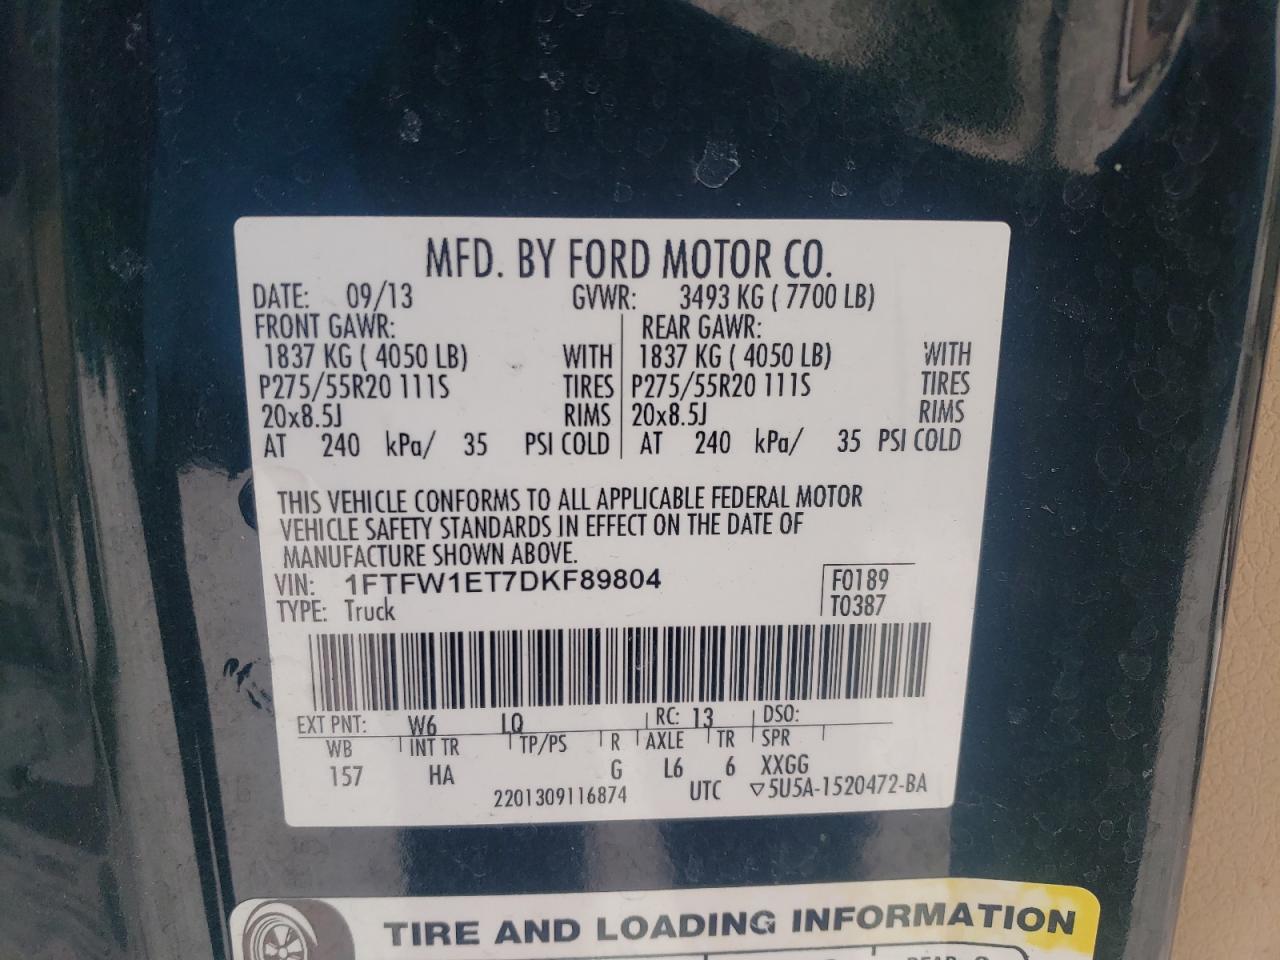 MFD. BY FORD MOTOR CO.
DATE: 09/13 GVWR: 3493 KG ( 7700 LB)
FRONT GAWR: REAR GAWR:
1837 KG ( 4050 LB) WITH 1837 KG ( 4050 LB) WITH
P275/55R20 111S TIRES P275/55R20 111S TIRES
20x8.5J RIMS 20x8.5J RIMS
AT 240 kPa/ 35 PSI COLD AT 240 kPa/ 35 PSI COLD
THIS VEHICLE CONFORMS TO ALL APPLICABLE FEDERAL MOTOR
VEHICLE SAFETY STANDARDS IN EFFECT ON THE DATE OF
MANUFACTURE SHOWN ABOVE.
VIN: 1FTFW1ET7DKF89804 F0189
TYPE: Truck T0387
EXT PNT: W6 LQ RC: 13 DSO:
WB INT TR TP/PS R AXLE TR SPR
157 HA G L6 6 XXGG
2201309116874 UTC ▽5U5A-1520472-BA
TIRE AND LOADING INFORMATION